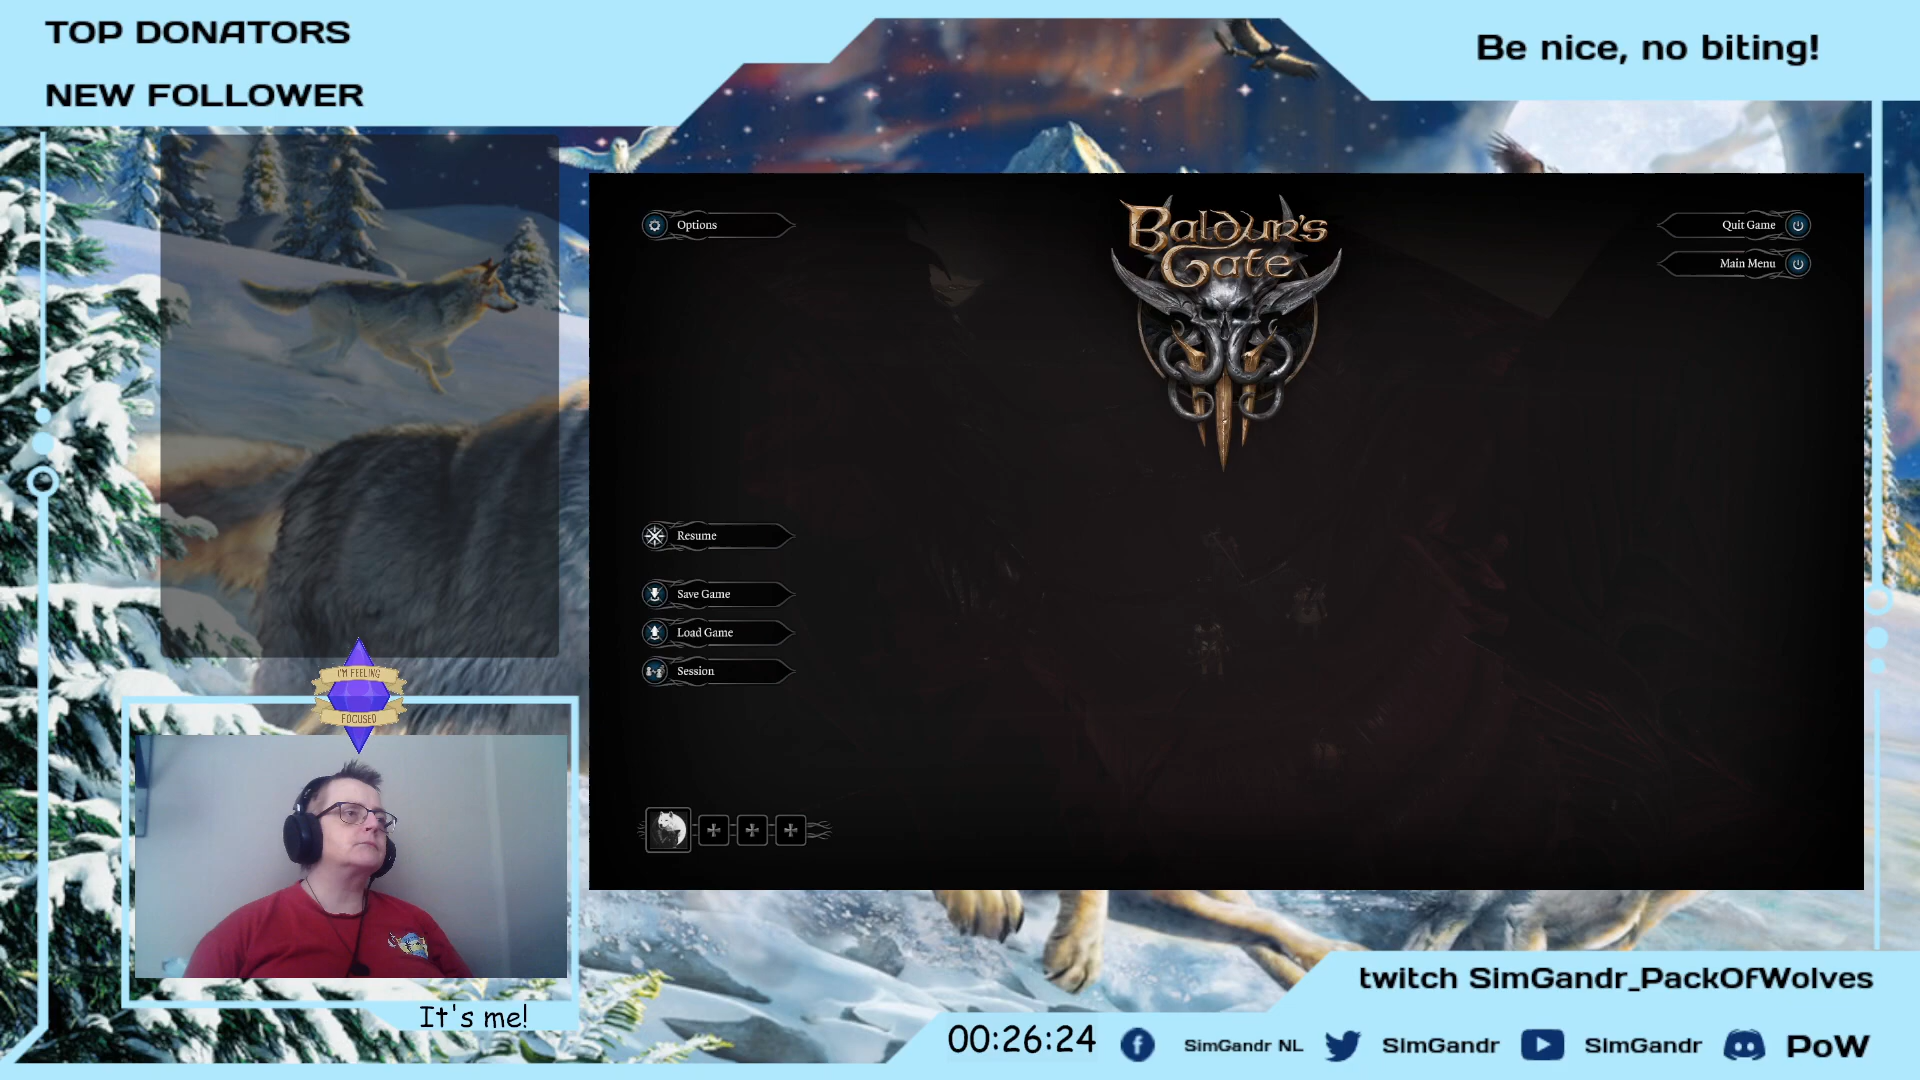 TOP DONATORS
NEW FOLLOWER
Be nice, no biting!
Options
Baldur's
Gate
Quit Game
Main Menu
Resume
Save Game
Load Game
Session
I'M FEELING
FOCUSED
It's me!
twitch SimGandr_PackOfWolves
00:26:24
SimGandr NL
SimGandr
SimGandr
PoW